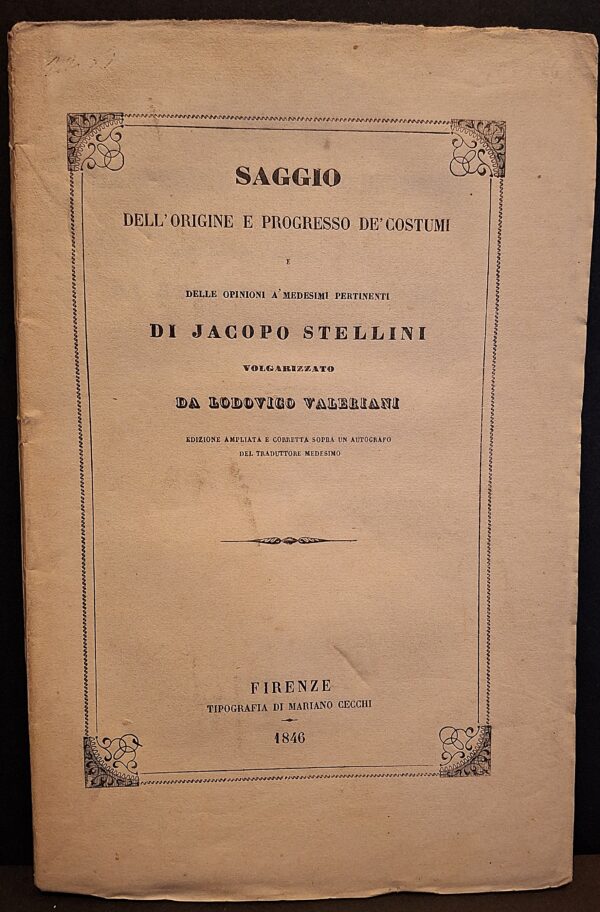 SAGGIO
DELL'ORIGINE E PROGRESSO DE'COSTUMI
E
DELLE OPINIONI A'MEDESIMI PERTINENTI
DI JACOPO STELLINI
VOLGARIZZATO
DA LODOVICO VALERIANI
EDIZIONE AMPLIATA E CORRETTA SOPRA UN AUTOGRAFO
DEL TRADUTTORE MEDESIMO
FIRENZE
TIPOGRAFIA DI MARIANO CECCHI
1846